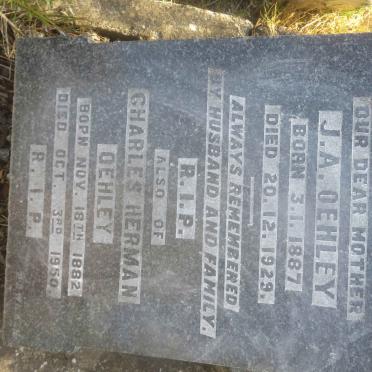 OUR DEAR MOTHER
J. A. OEHLEY
BORN 3.1.1887
DIED 20.12.1929.
ALWAYS REMEMBERED
BY HUSBAND AND FAMILY.
R.I.P.
ALSO OF
CHARLES HERMAN
OEHLEY
BORN NOV. 18TH 1882
DIED OCT. 3RD 1950.
R.I.P